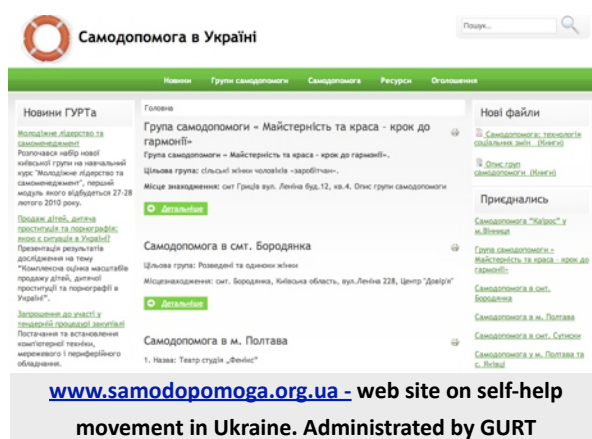 Самодопомога в Україні
Пошук...
Новини Групи самодопомоги Самодопомога Ресурси Оголошення
Новини ГУРТа
Молодіжне лідерство та
самоменеджмент
Розпочався набір нової
київської групи на навчальний
курс "Молодіжне лідерство та
самоменеджмент", перший
модуль якого відбудеться 27-28
лютого 2010 року.
Продаж дітей, дитяча
проституція та порнографія:
якою є ситуація в Україні?
Презентація результатів
дослідження на тему
"Комплексна оцінка масштабів
продажу дітей, дитячої
проституції та порнографії в
Україні".
Запрошення до участі у
тендерній процедурі закупівлі
Постачання та встановлення
комп'ютерної техніки,
мережевого і периферійного
обладнання.
Головна
Група самодопомоги « Майстерність та краса - крок до
гармонії»
Група самодопомоги « Майстерність та краса - крок до гармонії».
Цільова група: сільські жінки чоловіків «заробітчан».
Місце знаходження: смт Гриців вул. Леніна буд.12, кв.4. Опис групи самодопомоги
Детальніше
Самодопомога в смт. Бородянка
Цільова група: Розведені та одинокі жінки
Місцезнаходження: смт. Бородянка, Київська область, вул.Леніна 228, Центр "Довір'я"
Детальніше
Самодопомога в м. Полтава
1. Назва: Театр студія „Фенікс"
Нові файли
Самодопомога: технологія
соціальних змін (Книги)
Опис груп
самодопомоги (Книги)
Приєднались
Самодопомога "Каїрос" у
м.Вінниця
Група самодопомоги «
Майстерність та краса - крок до
гармонії»
Самодопомога в смт.
Бородянка
Самодопомога в м. Полтава
Самодопомога в смт. Сутиски
Самодопомога у м. Полтава та
с. Яківці
www.samodopomoga.org.ua - web site on self-help
movement in Ukraine. Administrated by GURT